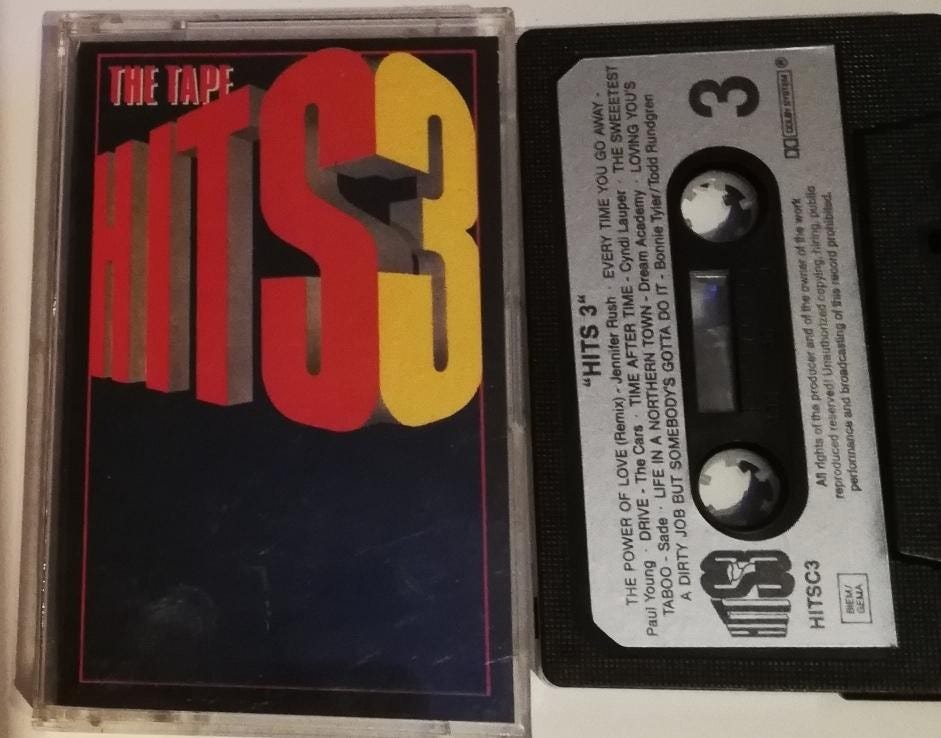 THE TAPE
HITS 3
"HITS 3"
THE POWER OF LOVE (Remix) - Jennifer Rush · EVERY TIME YOU GO AWAY -
Paul Young · DRIVE - The Cars · TIME AFTER TIME - Cyndi Lauper · THE SWEEETEST
TABOO - Sade · LIFE IN A NORTHERN TOWN - Dream Academy · LOVING YOU'S
A DIRTY JOB BUT SOMEBODY'S GOTTA DO IT - Bonnie Tyler/Todd Rundgren
HITS3
3
HITSC3
BIEM/
GEMA
All rights of the producer and of the owner of the work
reproduced reserved! Unauthorized copying, hiring, public
performance and broadcasting of this record prohibited.
DOLBY SYSTEM ®